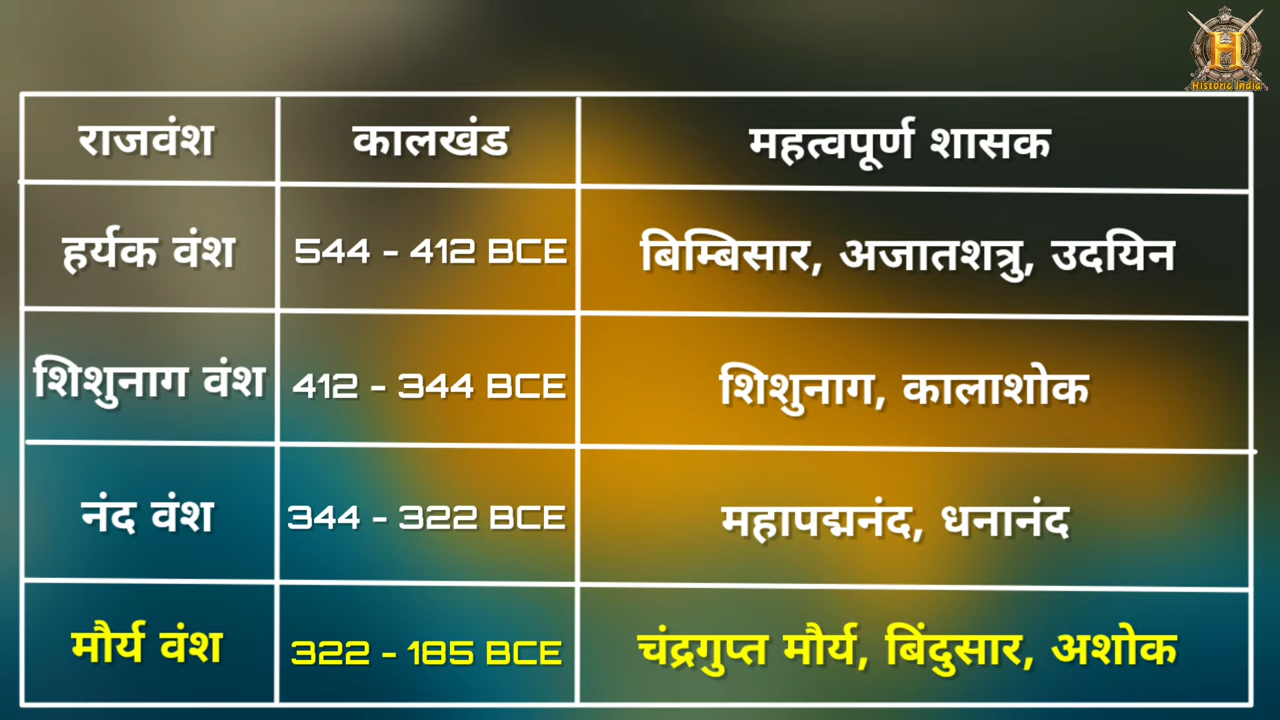 Historic India
राजवंश कालखंड महत्वपूर्ण शासक
हर्यक वंश 544 - 412 BCE बिम्बिसार, अजातशत्रु, उदयिन
शिशुनाग वंश 412 - 344 BCE शिशुनाग, कालाशोक
नंद वंश 344 - 322 BCE महापद्मनंद, धनानंद
मौर्य वंश 322 - 185 BCE चंद्रगुप्त मौर्य, बिंदुसार, अशोक